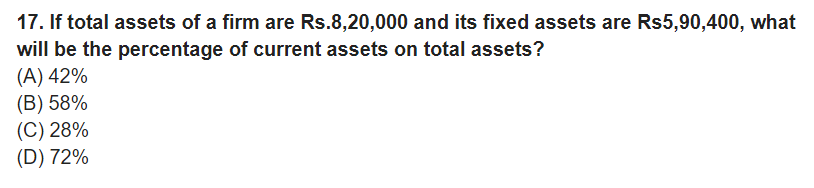 17. If total assets of a firm are Rs.8,20,000 and its fixed assets are Rs5,90,400, what
will be the percentage of current assets on total assets?
(A) 42%
(B) 58%
(C) 28%
(D) 72%